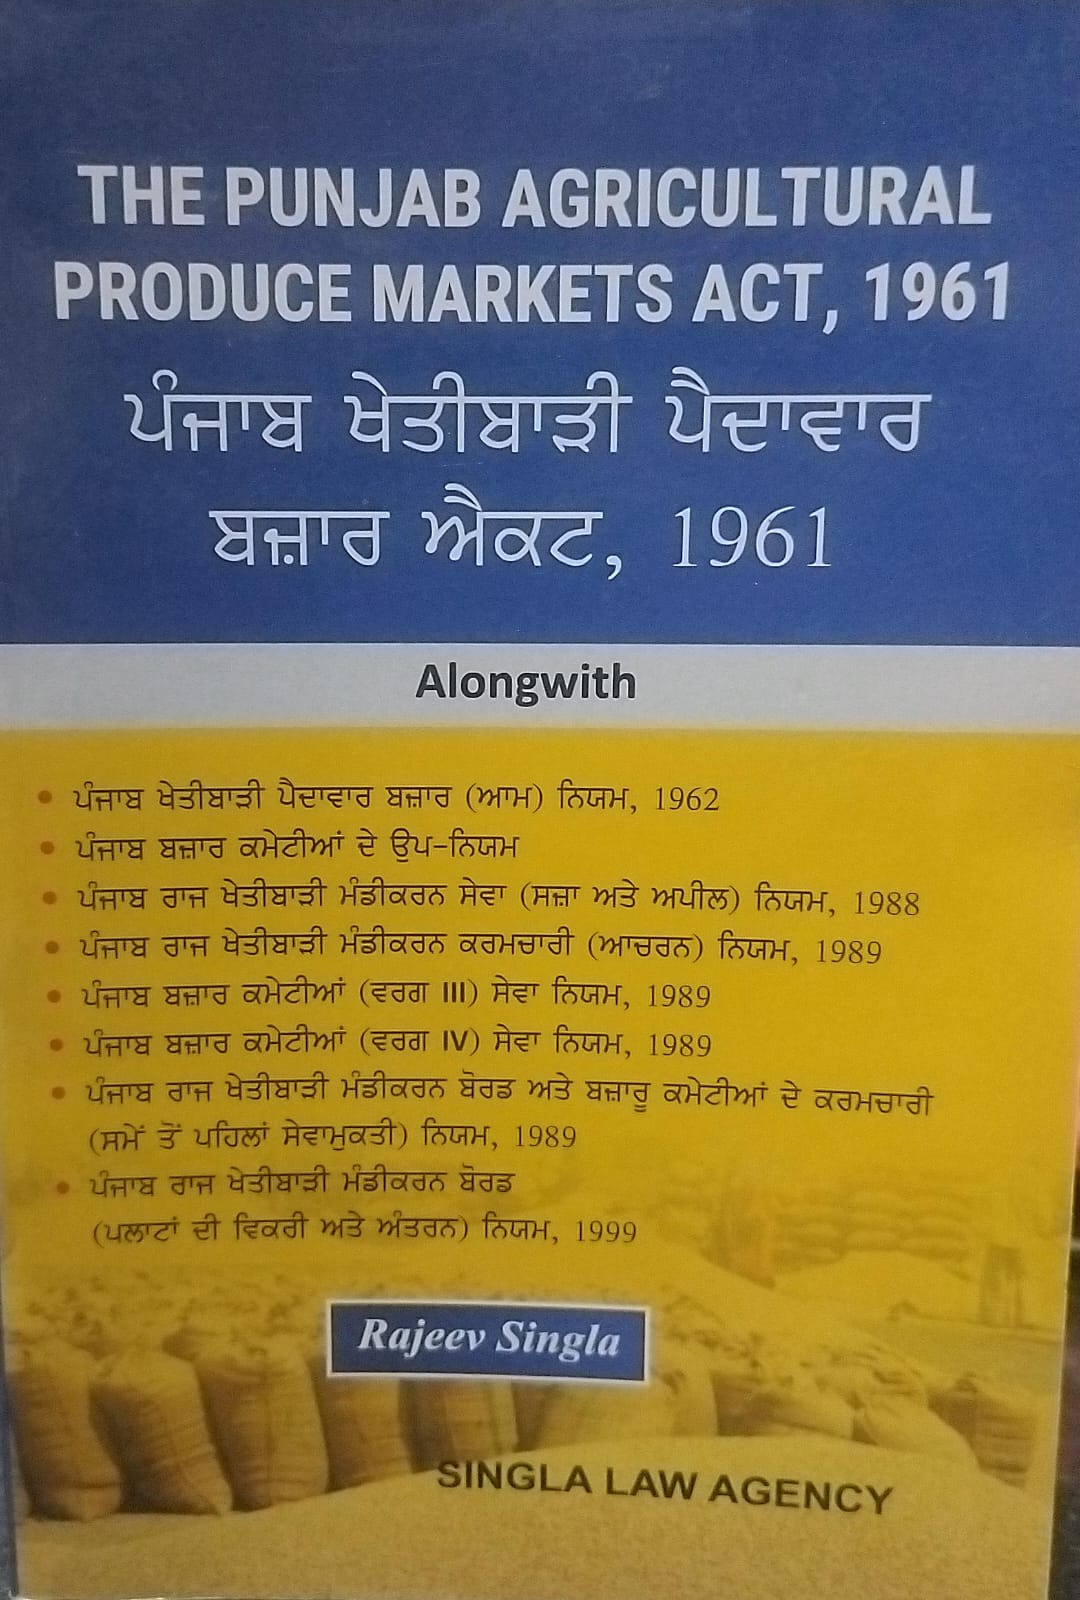 THE PUNJAB AGRICULTURAL
PRODUCE MARKETS ACT, 1961
ਪੰਜਾਬ ਖੇਤੀਬਾੜੀ ਪੈਦਾਵਾਰ
ਬਜ਼ਾਰ ਐਕਟ, 1961
Alongwith
• ਪੰਜਾਬ ਖੇਤੀਬਾੜੀ ਪੈਦਾਵਾਰ ਬਜ਼ਾਰ (ਆਮ) ਨਿਯਮ, 1962
• ਪੰਜਾਬ ਬਜ਼ਾਰ ਕਮੇਟੀਆਂ ਦੇ ਉਪ-ਨਿਯਮ
• ਪੰਜਾਬ ਰਾਜ ਖੇਤੀਬਾੜੀ ਮੰਡੀਕਰਨ ਸੇਵਾ (ਸਜ਼ਾ ਅਤੇ ਅਪੀਲ) ਨਿਯਮ, 1988
• ਪੰਜਾਬ ਰਾਜ ਖੇਤੀਬਾੜੀ ਮੰਡੀਕਰਨ ਕਰਮਚਾਰੀ (ਆਚਰਨ) ਨਿਯਮ, 1989
• ਪੰਜਾਬ ਬਜ਼ਾਰ ਕਮੇਟੀਆਂ (ਵਰਗ III) ਸੇਵਾ ਨਿਯਮ, 1989
• ਪੰਜਾਬ ਬਜ਼ਾਰ ਕਮੇਟੀਆਂ (ਵਰਗ IV) ਸੇਵਾ ਨਿਯਮ, 1989
• ਪੰਜਾਬ ਰਾਜ ਖੇਤੀਬਾੜੀ ਮੰਡੀਕਰਨ ਬੋਰਡ ਅਤੇ ਬਜ਼ਾਰੂ ਕਮੇਟੀਆਂ ਦੇ ਕਰਮਚਾਰੀ
(ਸਮੇਂ ਤੋਂ ਪਹਿਲਾਂ ਸੇਵਾਮੁਕਤੀ) ਨਿਯਮ, 1989
• ਪੰਜਾਬ ਰਾਜ ਖੇਤੀਬਾੜੀ ਮੰਡੀਕਰਨ ਬੋਰਡ
(ਪਲਾਟਾਂ ਦੀ ਵਿਕਰੀ ਅਤੇ ਅੰਤਰਨ) ਨਿਯਮ, 1999
Rajeev Singla
SINGLA LAW AGENCY